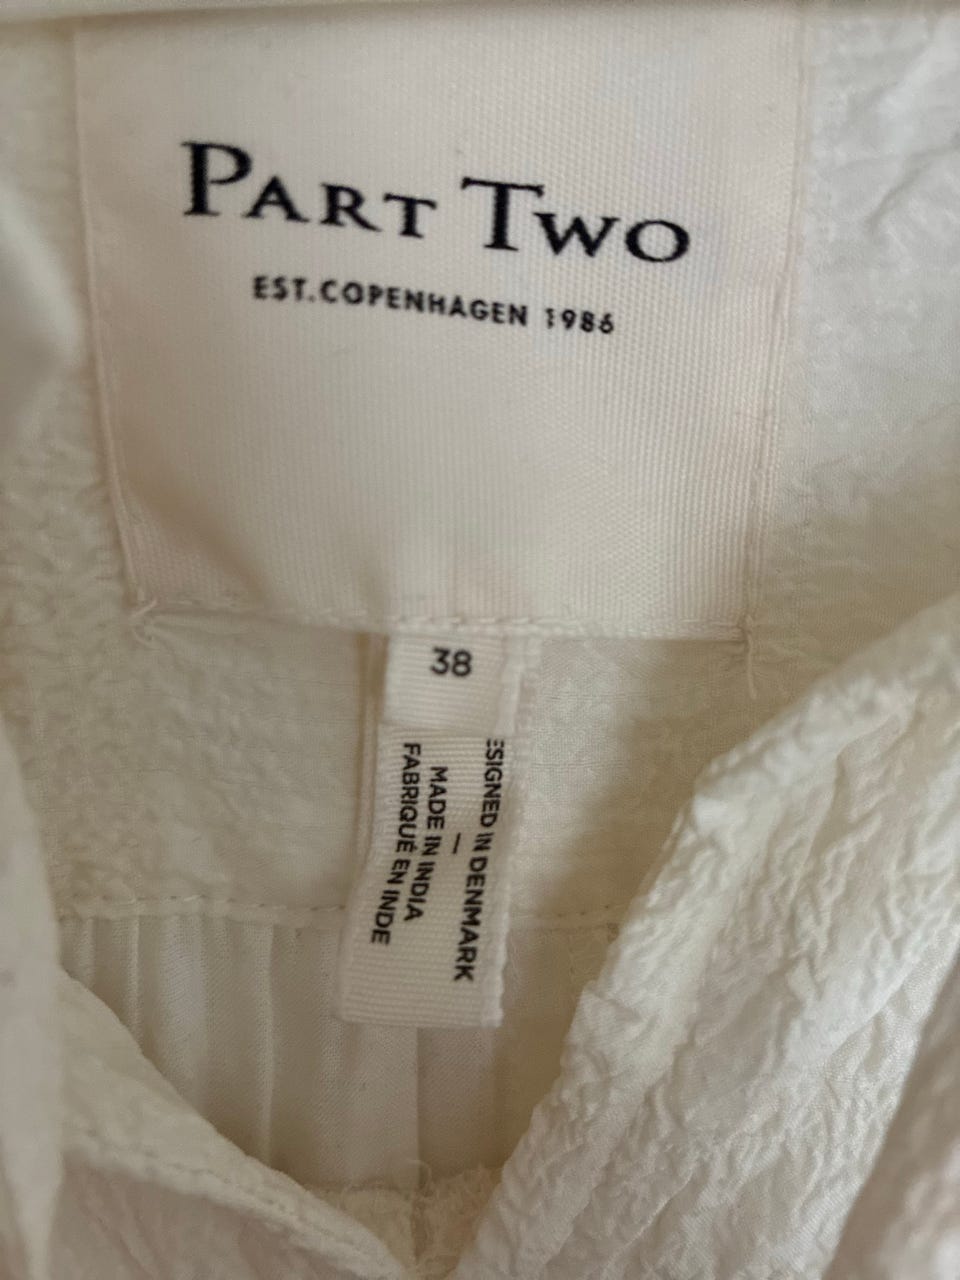 PART TWO
EST. COPENHAGEN 1986
38
ESIGNED IN DENMARK
—
MADE IN INDIA
FABRIQUÉ EN INDE